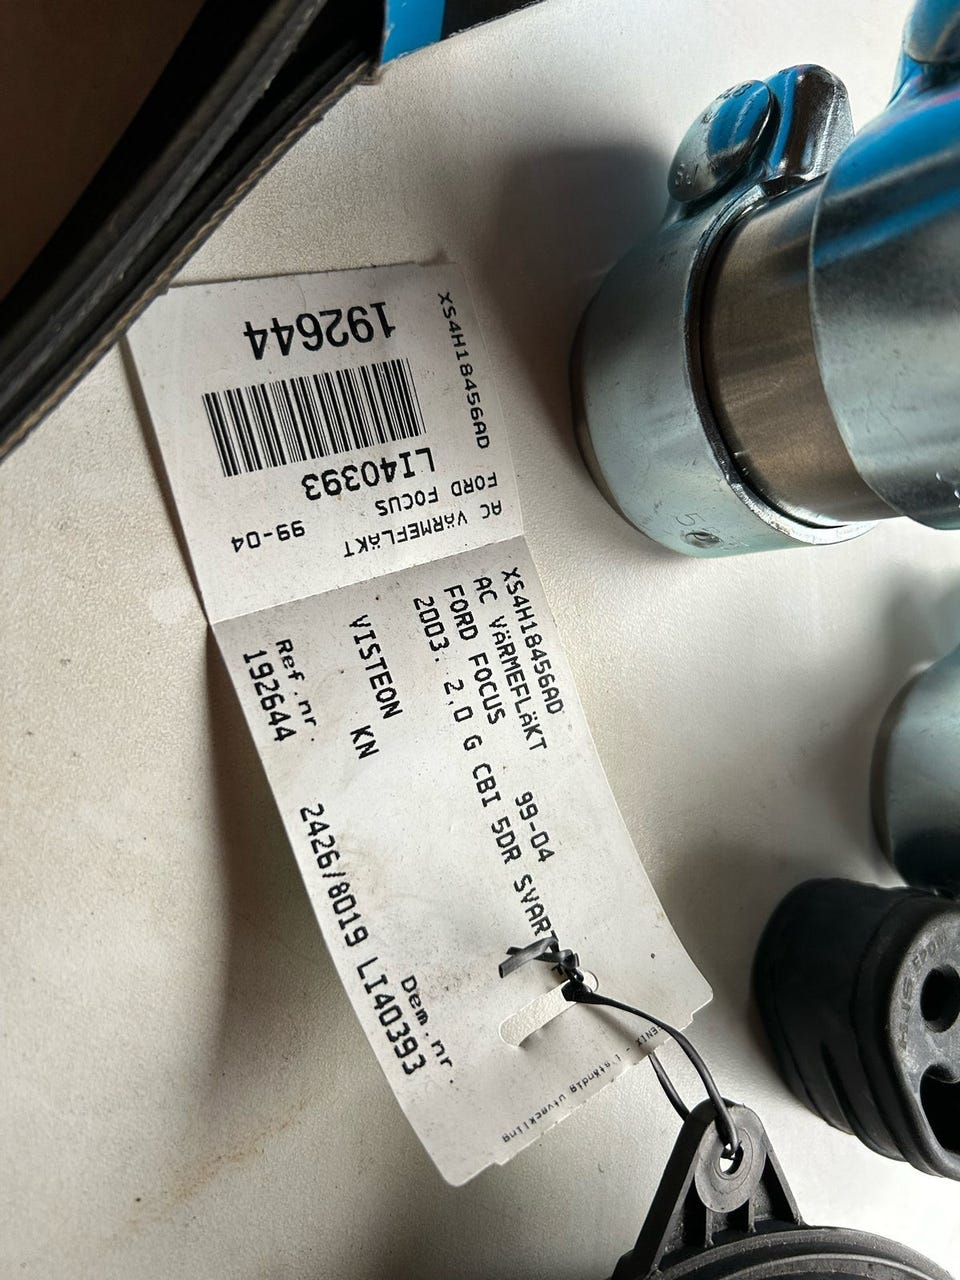 192644
LI40393
XS4H18456AD
AC VÄRMEFLÄKT
FORD FOCUS 99-04
XS4H18456AD
AC VÄRMEFLÄKT 99-04
FORD FOCUS
2003. 2,0 G CBI 5DR SVART
VISTEON KN
Dem.nr.
Ref.nr. 2426/8019 LI40393
192644